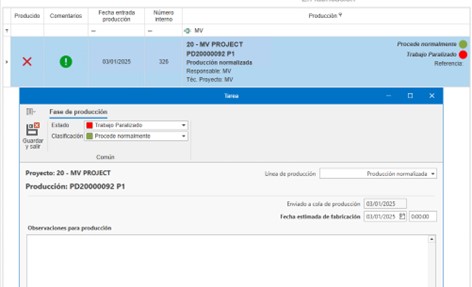 Producido Comentarios Fecha entrada producción Número interno Producción
MV
20 - MV PROJECT
PD20000092 P1
Producción normalizada
Responsable: MV
Téc. Proyecto: MV
03/01/2025 326
Procede normalmente
Trabajo Paralizado
Referencia:
Tarea
Fase de producción
Guardar y salir
Estado Trabajo Paralizado
Clasificación Procede normalmente
Común
Proyecto: 20 - MV PROJECT
Línea de producción Producción normalizada
Producción: PD20000092 P1
Enviado a cola de producción 03/01/2025
Fecha estimada de fabricación 03/01/2025 0:00:00
Observaciones para producción